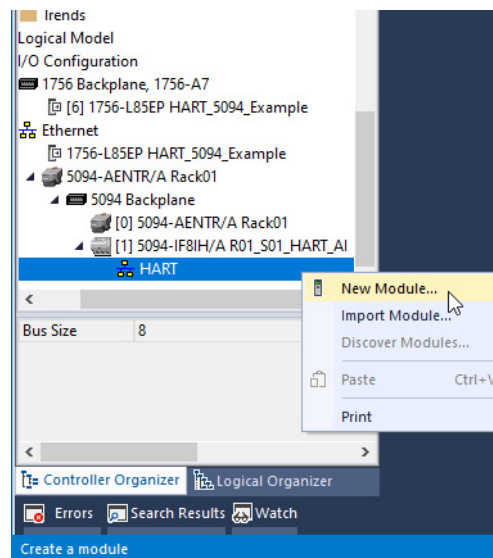 Trends
Logical Model
I/O Configuration
1756 Backplane, 1756-A7
[6] 1756-L85EP HART_5094_Example
Ethernet
1756-L85EP HART_5094_Example
5094-AENTR/A Rack01
5094 Backplane
[0] 5094-AENTR/A Rack01
[1] 5094-IF8IH/A R01_S01_HART_AI
HART
New Module...
Import Module...
Discover Modules...
Paste Ctrl+V
Print
Bus Size 8
Controller Organizer Logical Organizer
Errors Search Results Watch
Create a module